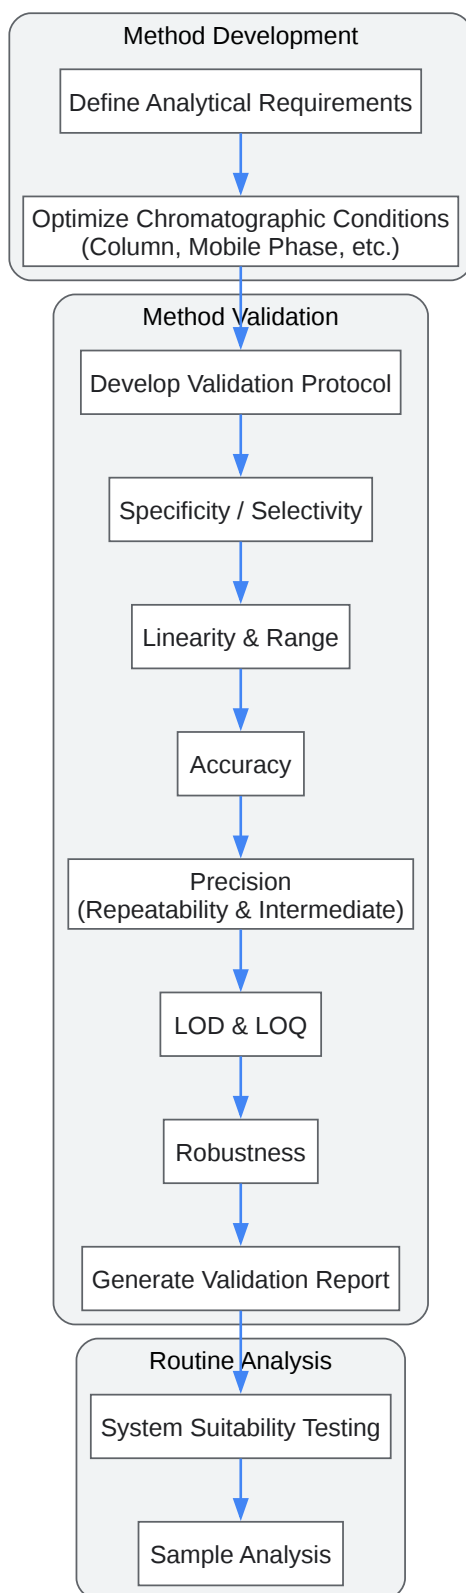 Method Development
Define Analytical Requirements
Optimize Chromatographic Conditions
(Column, Mobile Phase, etc.)
Method Validation
Develop Validation Protocol
Specificity / Selectivity
Linearity & Range
Accuracy
Precision
(Repeatability & Intermediate)
LOD & LOQ
Robustness
Generate Validation Report
Routine Analysis
System Suitability Testing
Sample Analysis